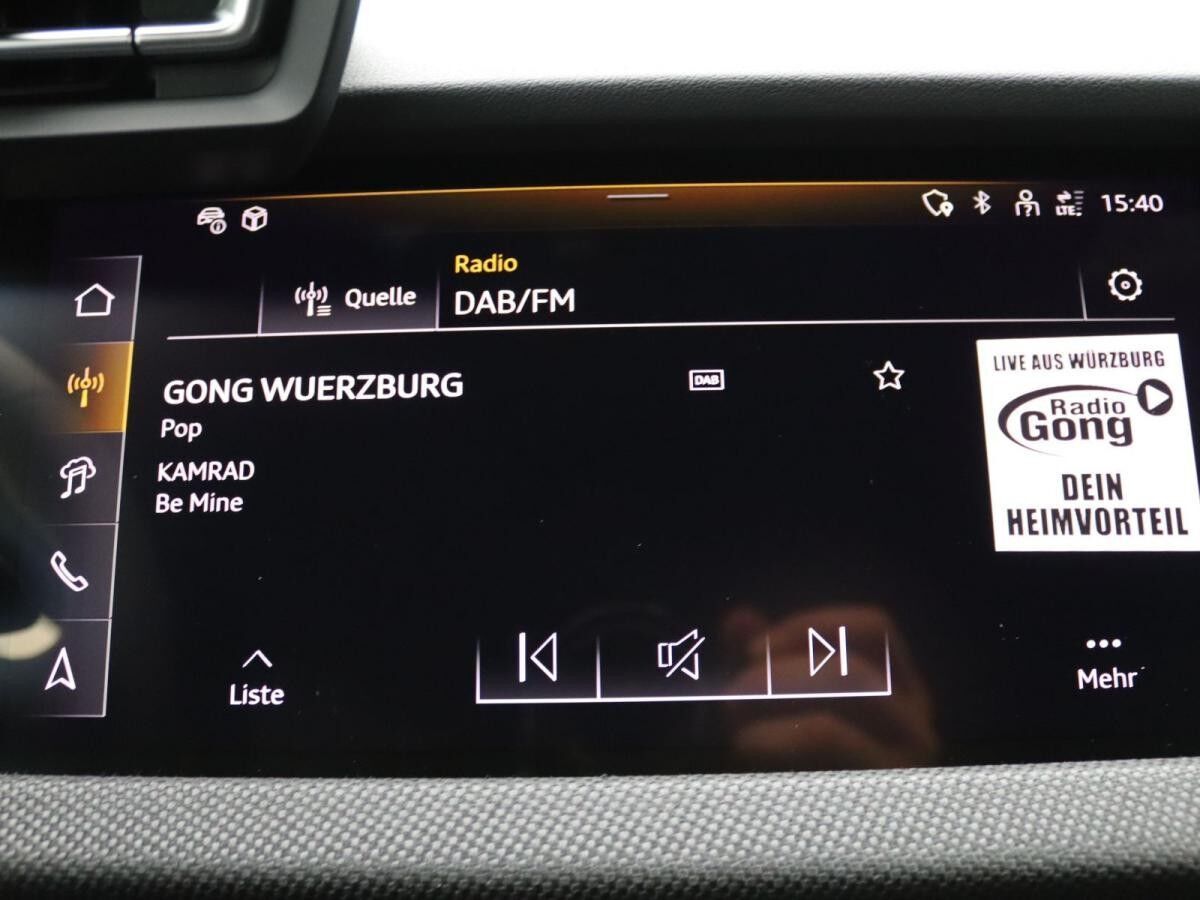 LTE
15:40
Radio
Quelle
DAB/FM
GONG WUERZBURG
DAB
Pop
KAMRAD
Be Mine
LIVE AUS WÜRZBURG
Radio
Gong
DEIN
HEIMVORTEIL
Liste
Mehr